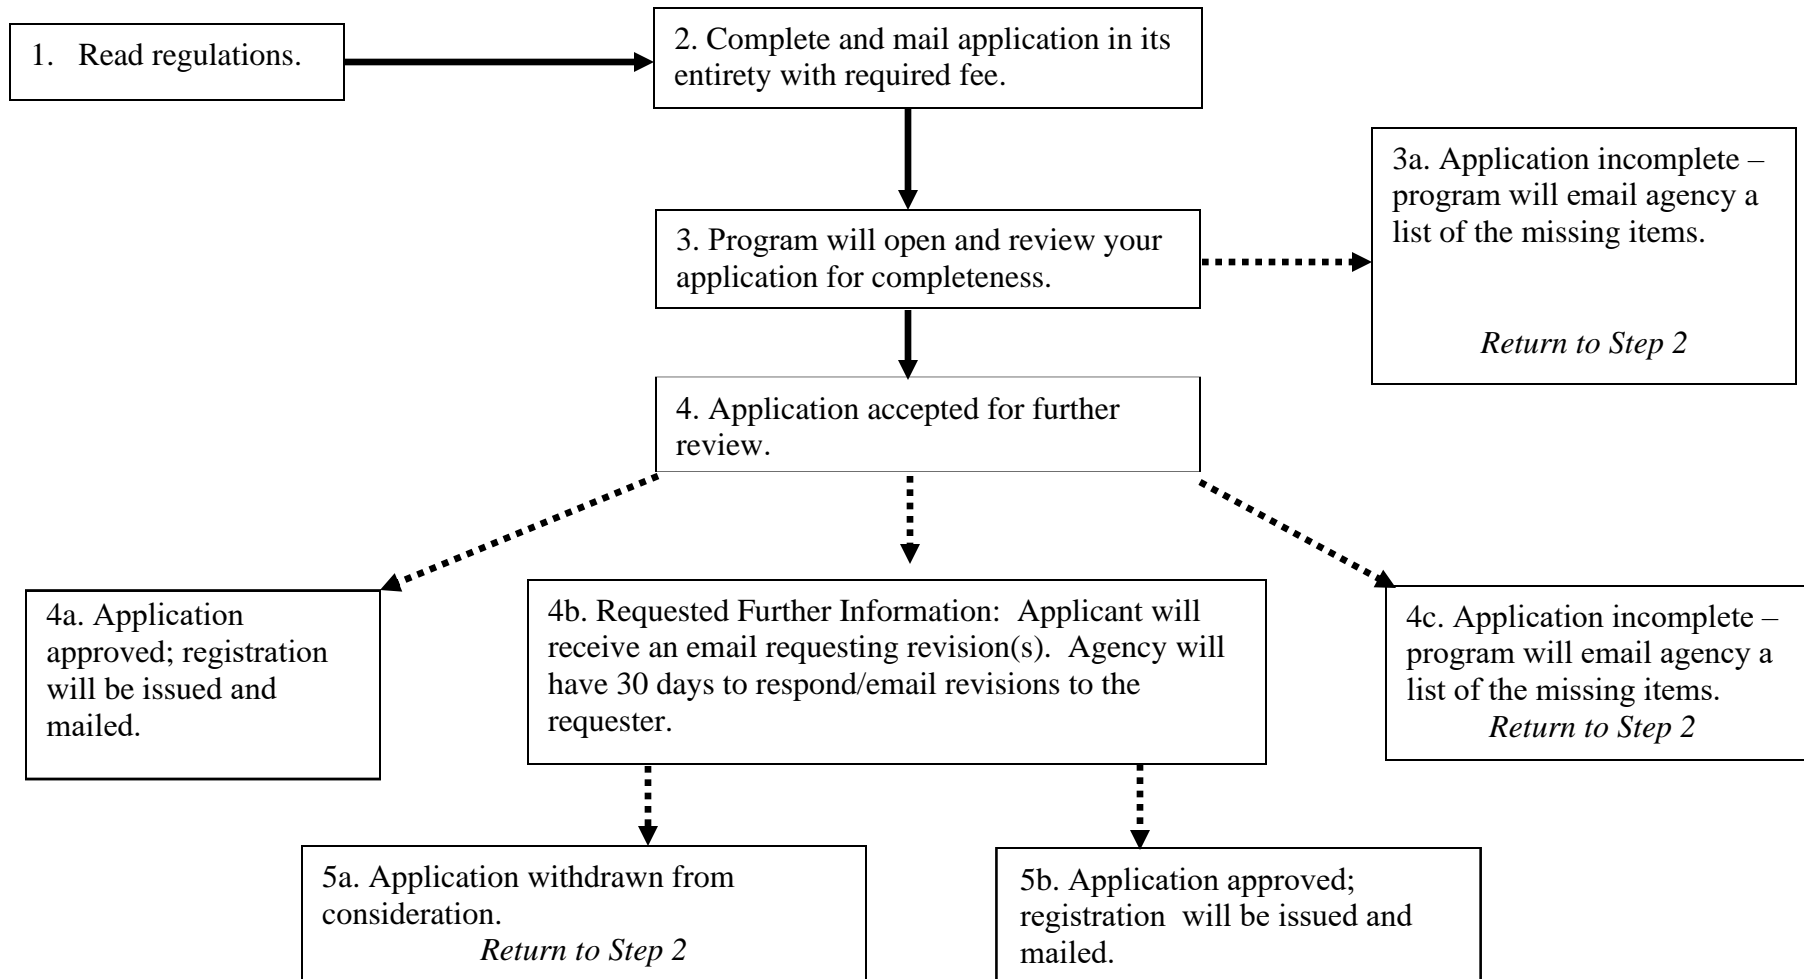 1. Read regulations.
2. Complete and mail application in its
entirety with required fee.
3. Program will open and review your
application for completeness.
3a. Application incomplete –
program will email agency a
list of the missing items.
Return to Step 2
4. Application accepted for further
review.
4a. Application
approved; registration
will be issued and
mailed.
4b. Requested Further Information:  Applicant will
receive an email requesting revision(s).  Agency will
have 30 days to respond/email revisions to the
requester.
4c. Application incomplete –
program will email agency a
list of the missing items.
Return to Step 2
5a. Application withdrawn from
consideration.
Return to Step 2
5b. Application approved;
registration  will be issued and
mailed.